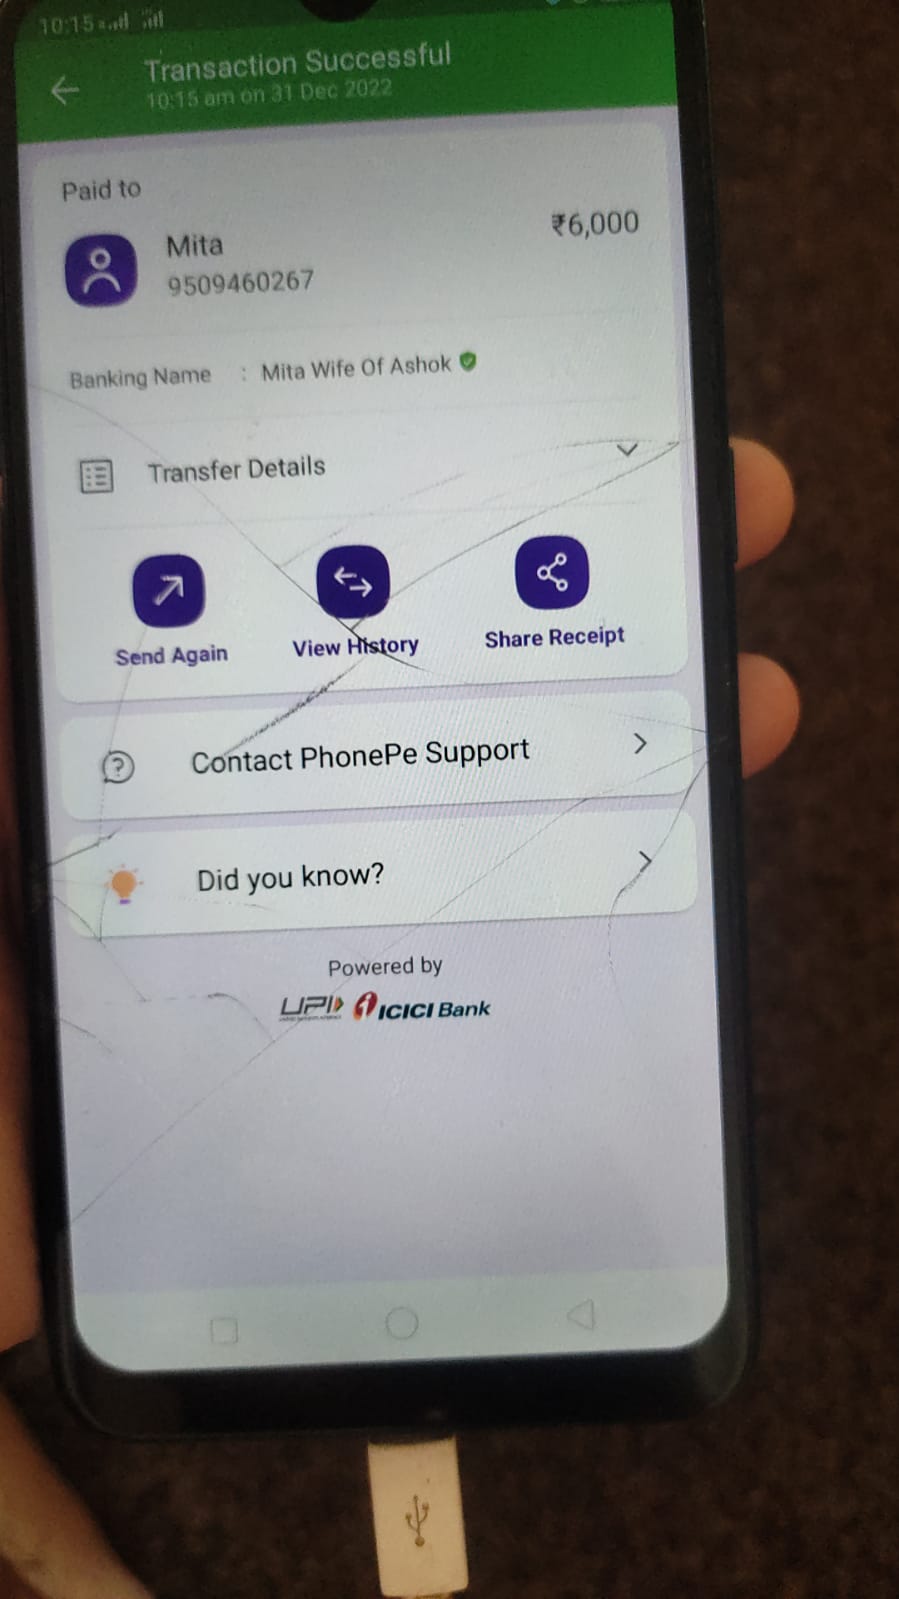 10:15
Transaction Successful
10:15 am on 31 Dec 2022
Paid to
Mita
₹6,000
9509460267
Banking Name : Mita Wife Of Ashok
Transfer Details
Send Again
View History
Share Receipt
Contact PhonePe Support
Did you know?
Powered by
UPI ICICI Bank